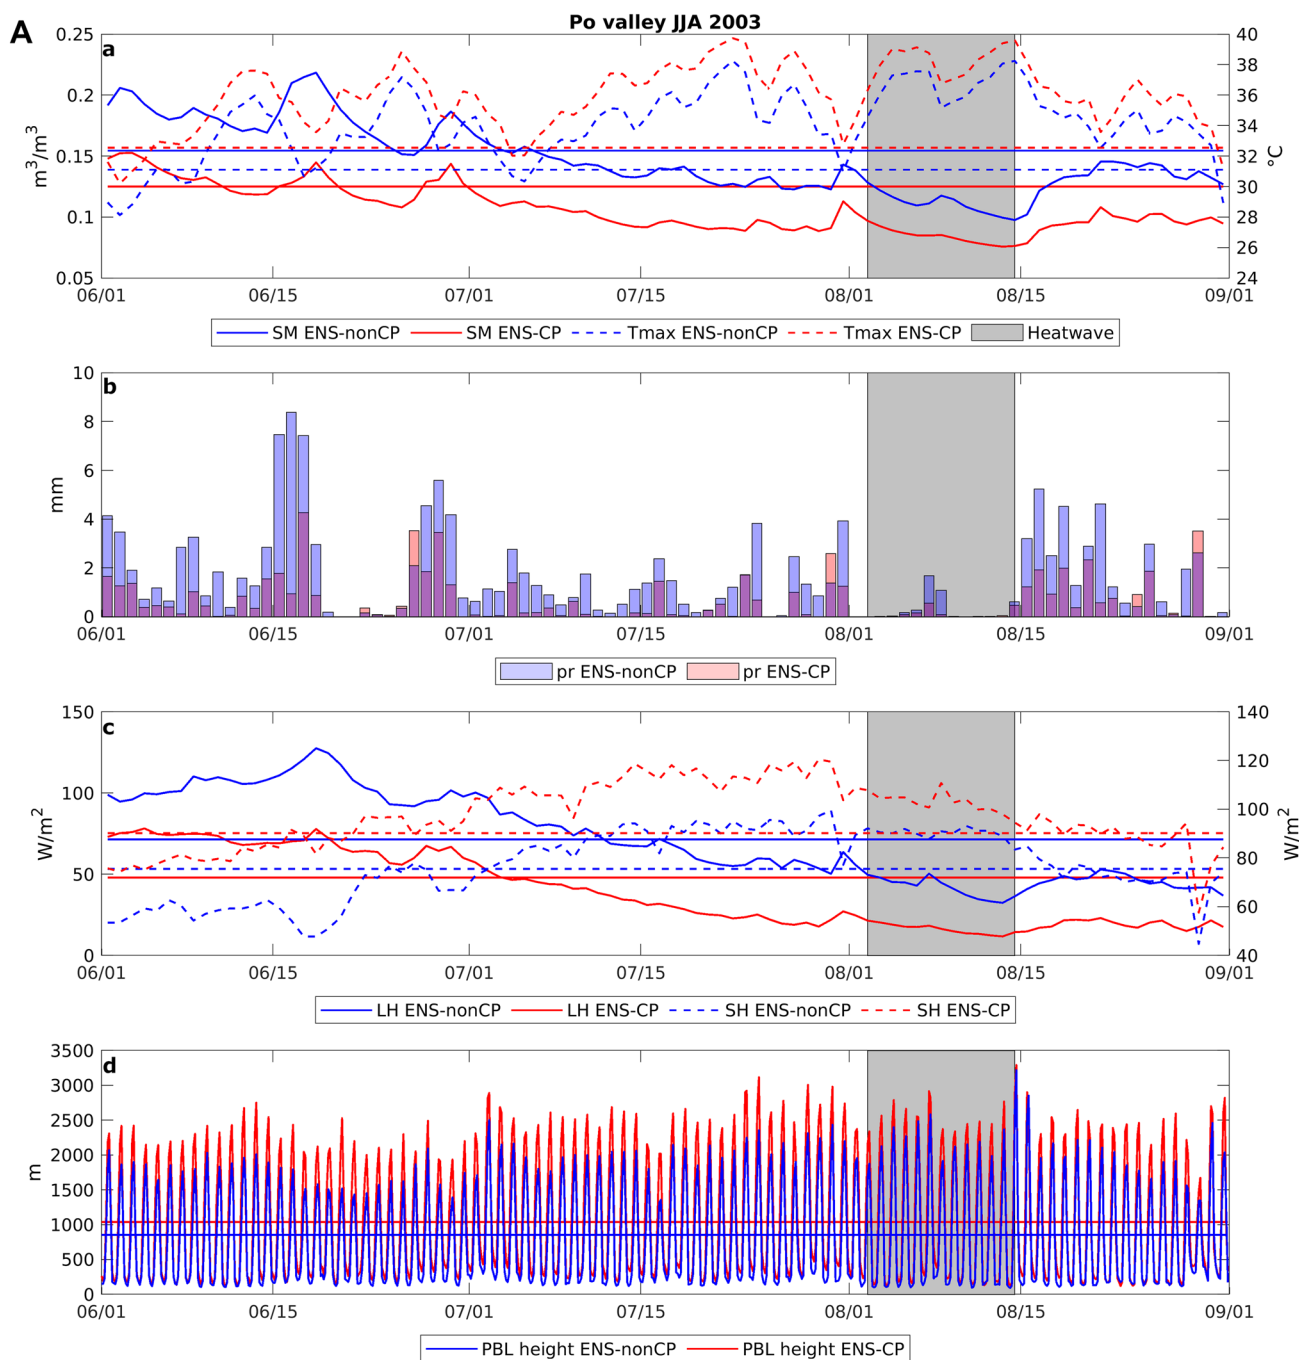 A
Po valley JJA 2003
a
0.25
0.2
0.15
0.1
0.05
m³/m³
40
38
36
34
32
30
28
26
24
°C
06/01 06/15 07/01 07/15 08/01 08/15 09/01
SM ENS-nonCP SM ENS-CP Tmax ENS-nonCP Tmax ENS-CP Heatwave
b
10
8
6
4
2
0
mm
06/01 06/15 07/01 07/15 08/01 08/15 09/01
pr ENS-nonCP pr ENS-CP
c
150
100
50
0
W/m²
140
120
100
80
60
40
W/m²
06/01 06/15 07/01 07/15 08/01 08/15 09/01
LH ENS-nonCP LH ENS-CP SH ENS-nonCP SH ENS-CP
d
3500
3000
2500
2000
1500
1000
500
0
m
06/01 06/15 07/01 07/15 08/01 08/15 09/01
PBL height ENS-nonCP PBL height ENS-CP